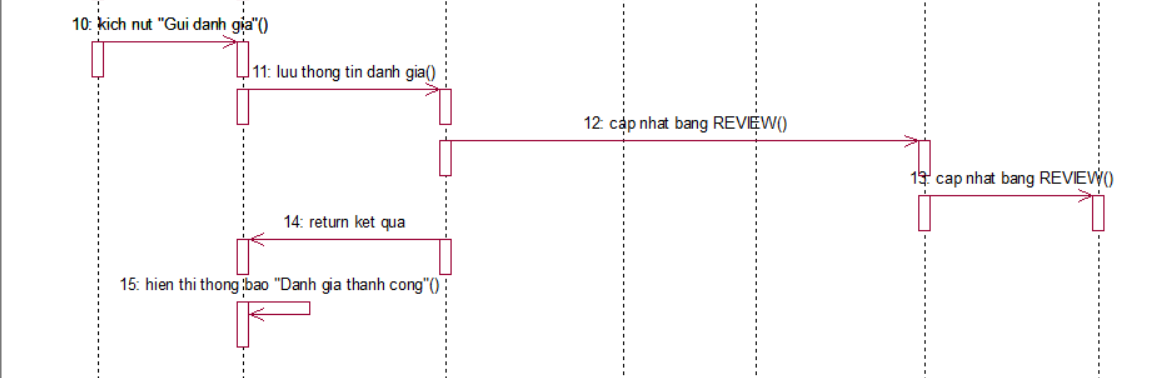 10: kich nut "Gui danh gia"()
11: luu thong tin danh gia()
12: cap nhat bang REVIEW()
13: cap nhat bang REVIEW()
14: return ket qua
15: hien thi thong bao "Danh gia thanh cong"()